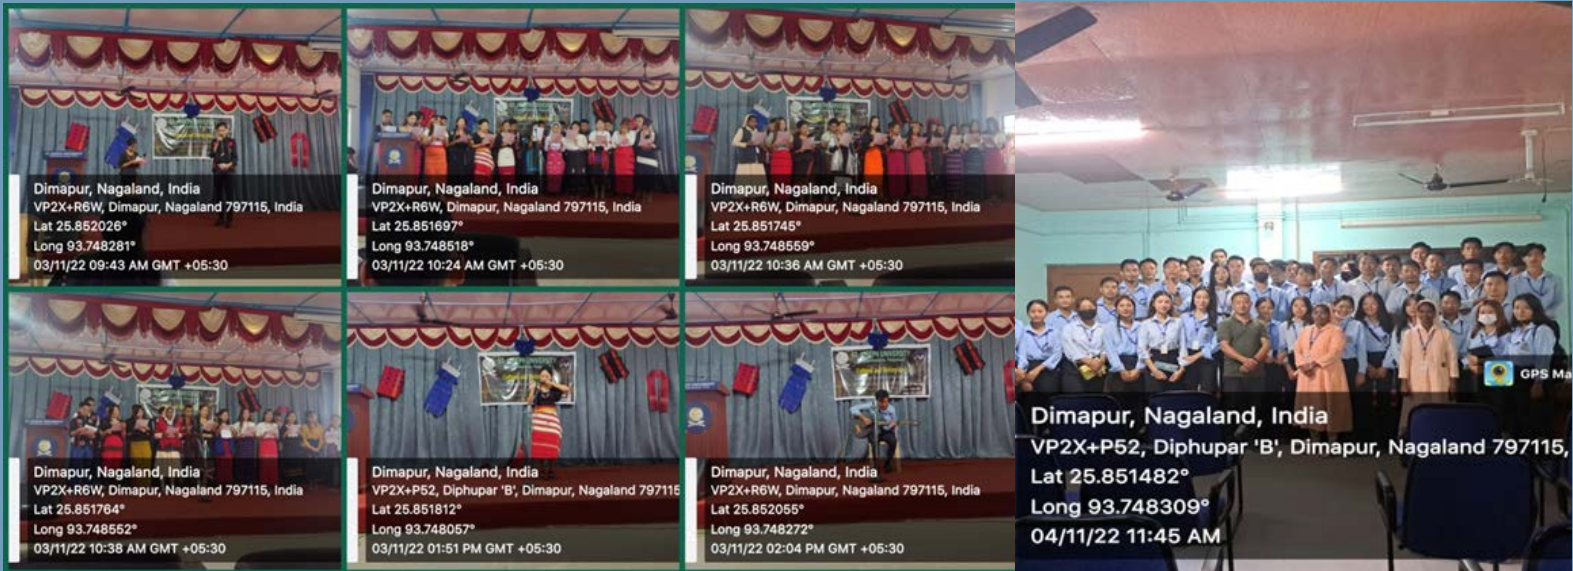 Dimapur, Nagaland, India
VP2X+R6W, Dimapur, Nagaland 797115, India
Lat 25.852026°
Long 93.748281°
03/11/22 09:43 AM GMT +05:30
Dimapur, Nagaland, India
VP2X+R6W, Dimapur, Nagaland 797115, India
Lat 25.851697°
Long 93.748518°
03/11/22 10:24 AM GMT +05:30
Dimapur, Nagaland, India
VP2X+R6W, Dimapur, Nagaland 797115, India
Lat 25.851745°
Long 93.748559°
03/11/22 10:36 AM GMT +05:30
Dimapur, Nagaland, India
VP2X+R6W, Dimapur, Nagaland 797115, India
Lat 25.851764°
Long 93.748552°
03/11/22 10:38 AM GMT +05:30
UNIVERSITY
Dimapur, Nagaland, India
VP2X+P52, Diphupar 'B', Dimapur, Nagaland 797115
Lat 25.851812°
Long 93.748057°
03/11/22 01:51 PM GMT +05:30
Dimapur, Nagaland, India
VP2X+R6W, Dimapur, Nagaland 797115, India
Lat 25.852055°
Long 93.748272°
03/11/22 02:04 PM GMT +05:30
GPS Ma
Dimapur, Nagaland, India
VP2X+P52, Diphupar 'B', Dimapur, Nagaland 797115,
Lat 25.851482°
Long 93.748309°
04/11/22 11:45 AM